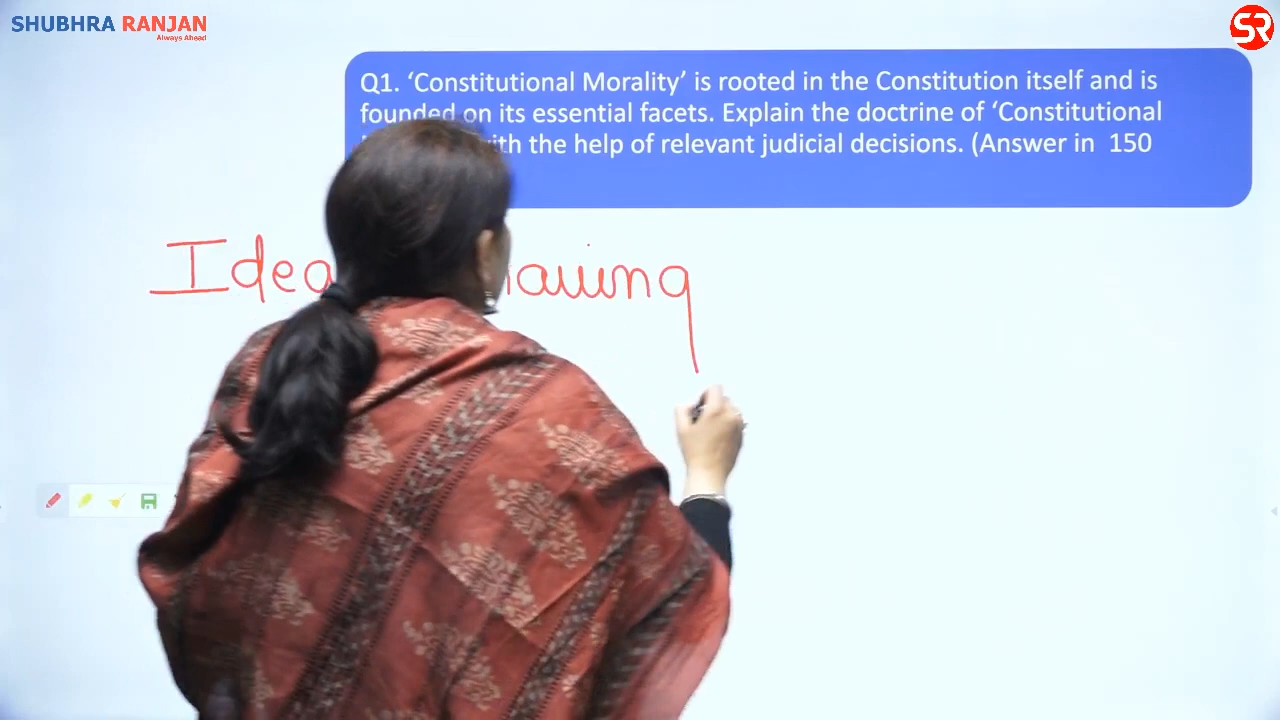 SHUBHRA RANJAN
Always Ahead
SR
Q1. ‘Constitutional Morality’ is rooted in the Constitution itself and is
founded on its essential facets. Explain the doctrine of ‘Constitutional
with the help of relevant judicial decisions. (Answer in 150